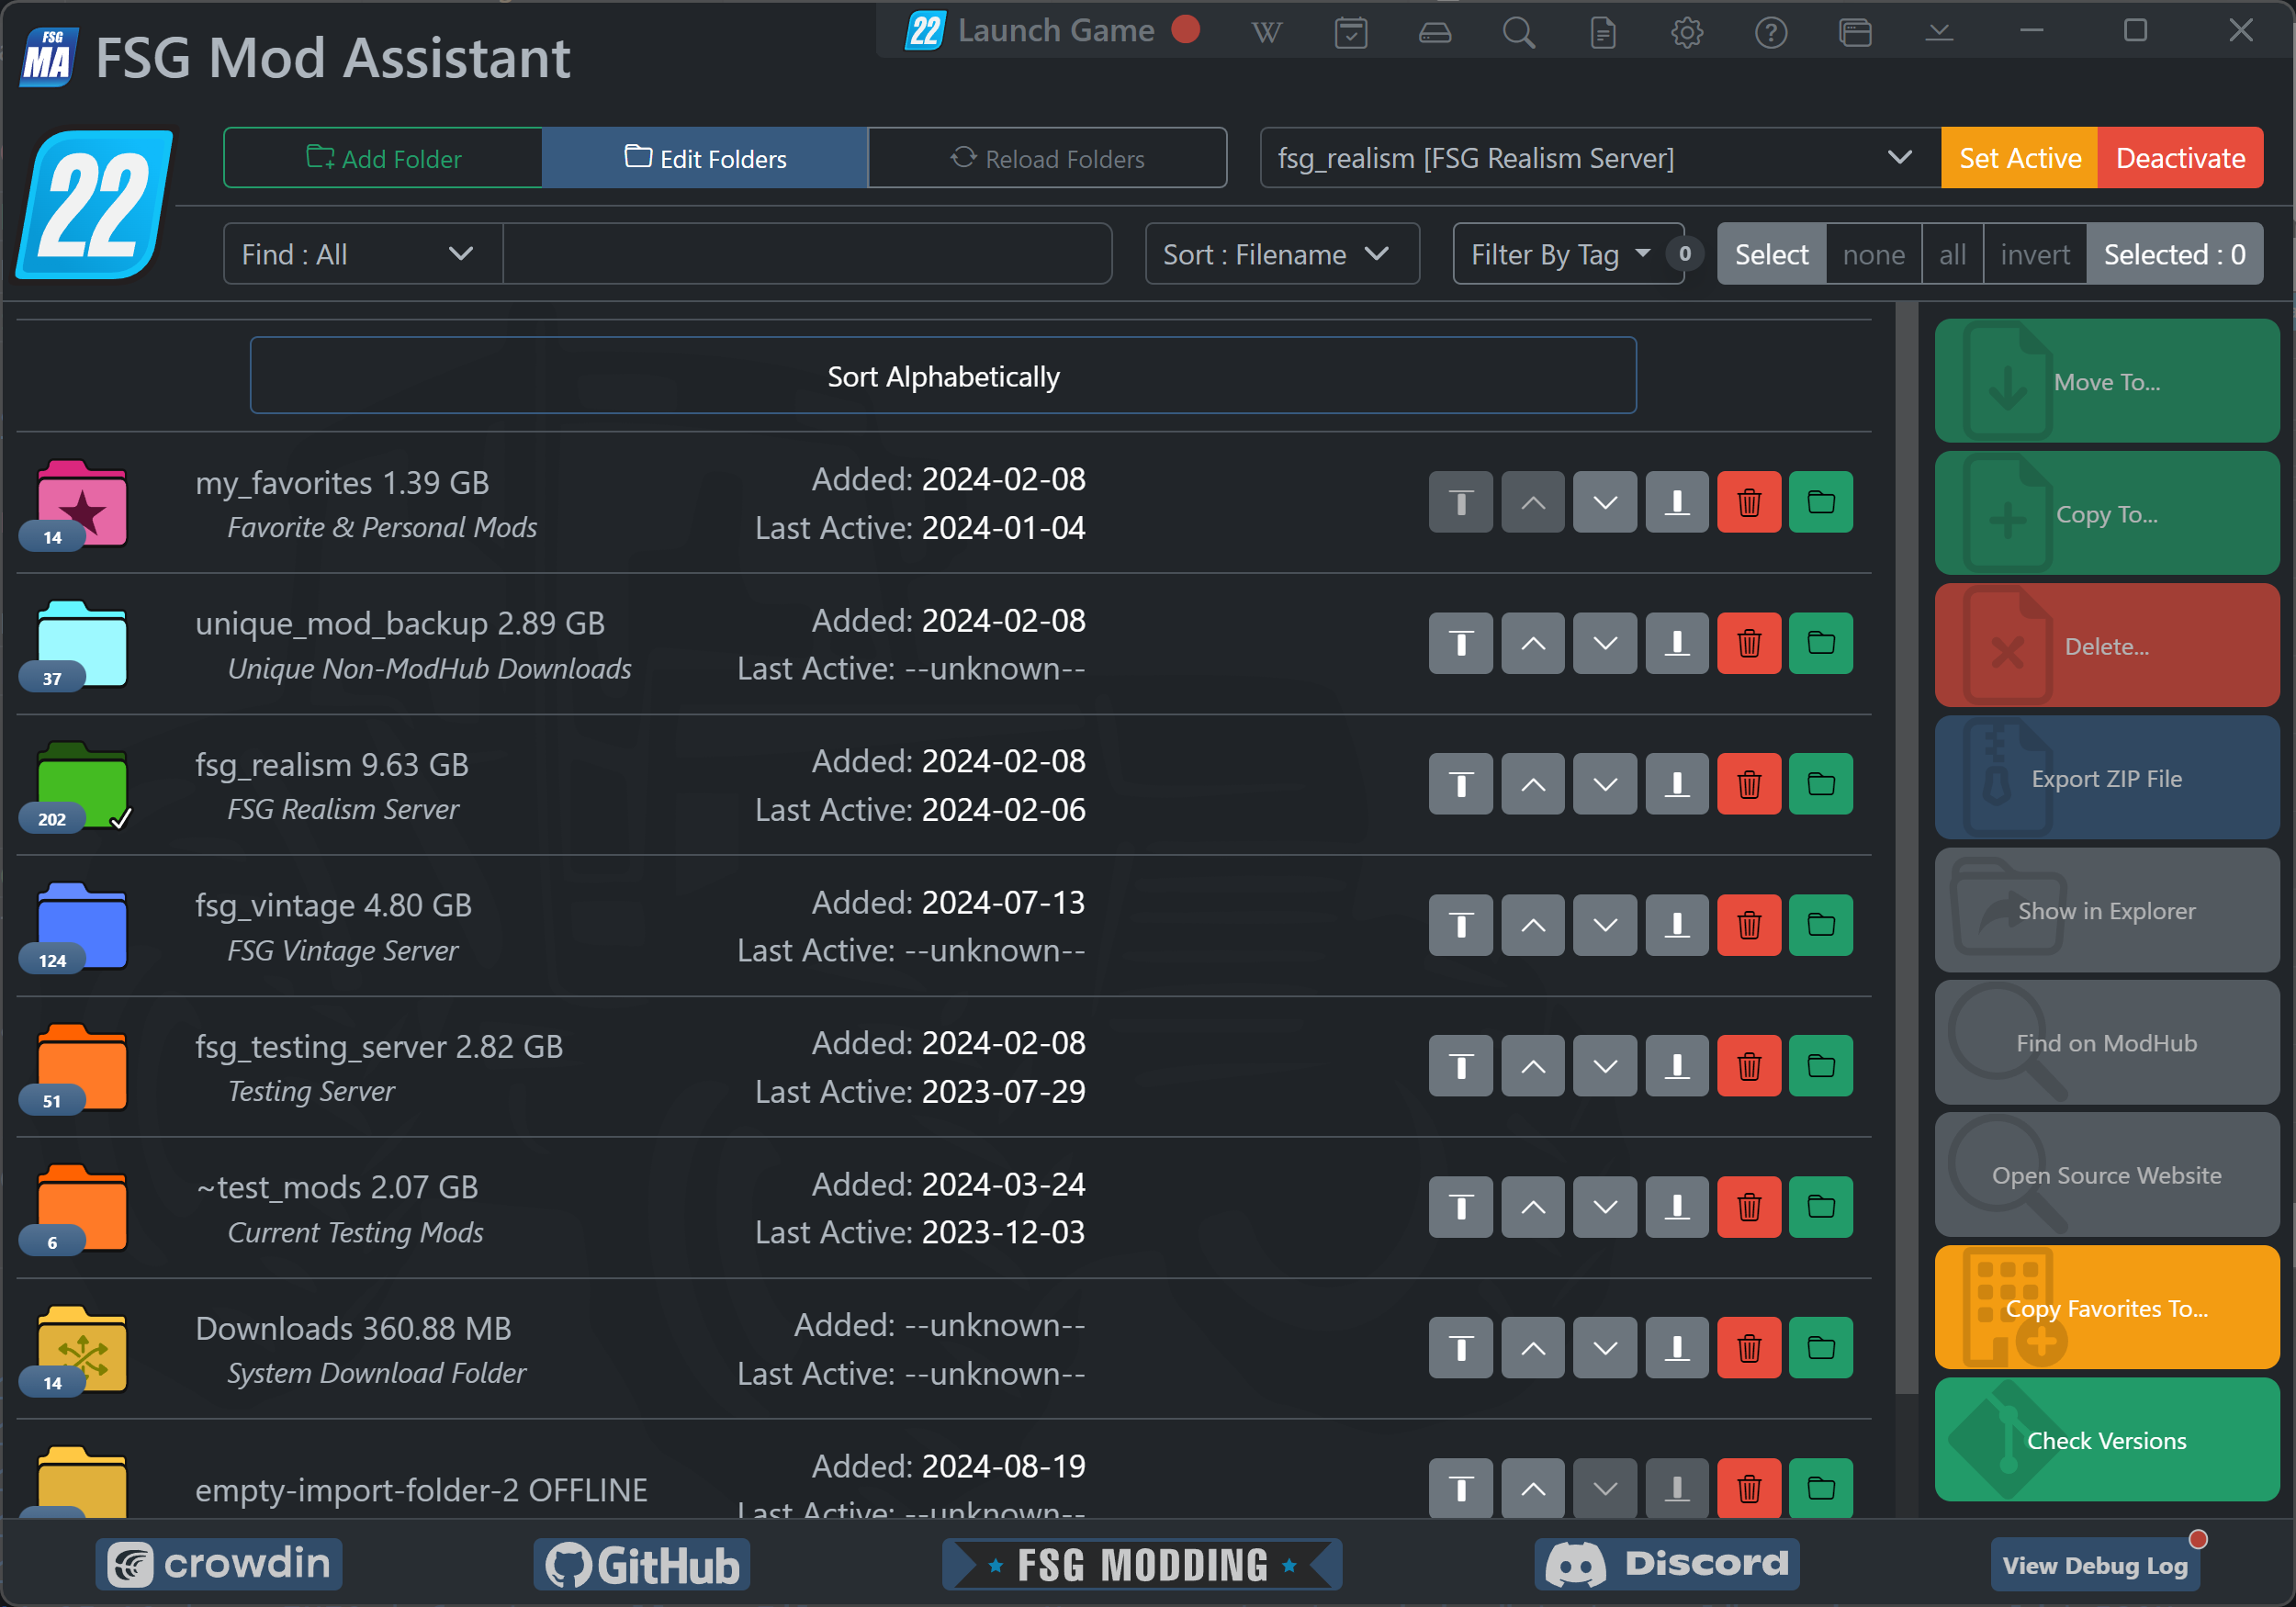 FSG
MA
FSG Mod Assistant
22
Launch Game
W
22
Add Folder
Edit Folders
Reload Folders
fsg_realism [FSG Realism Server]
Set Active
Deactivate
Find : All
Sort : Filename
Filter By Tag
0
Select
none
all
invert
Selected : 0
Sort Alphabetically
my_favorites 1.39 GB
Favorite & Personal Mods
14
Added: 2024-02-08
Last Active: 2024-01-04
unique_mod_backup 2.89 GB
Unique Non-ModHub Downloads
37
Added: 2024-02-08
Last Active: --unknown--
fsg_realism 9.63 GB
FSG Realism Server
202
Added: 2024-02-08
Last Active: 2024-02-06
fsg_vintage 4.80 GB
FSG Vintage Server
124
Added: 2024-07-13
Last Active: --unknown--
fsg_testing_server 2.82 GB
Testing Server
51
Added: 2024-02-08
Last Active: 2023-07-29
~test_mods 2.07 GB
Current Testing Mods
6
Added: 2024-03-24
Last Active: 2023-12-03
Downloads 360.88 MB
System Download Folder
14
Added: --unknown--
Last Active: --unknown--
empty-import-folder-2 OFFLINE
Added: 2024-08-19
Last Active: --unknown--
Move To...
Copy To...
Delete...
Export ZIP File
Show in Explorer
Find on ModHub
Open Source Website
Copy Favorites To...
Check Versions
crowdin
GitHub
FSG MODDING
Discord
View Debug Log